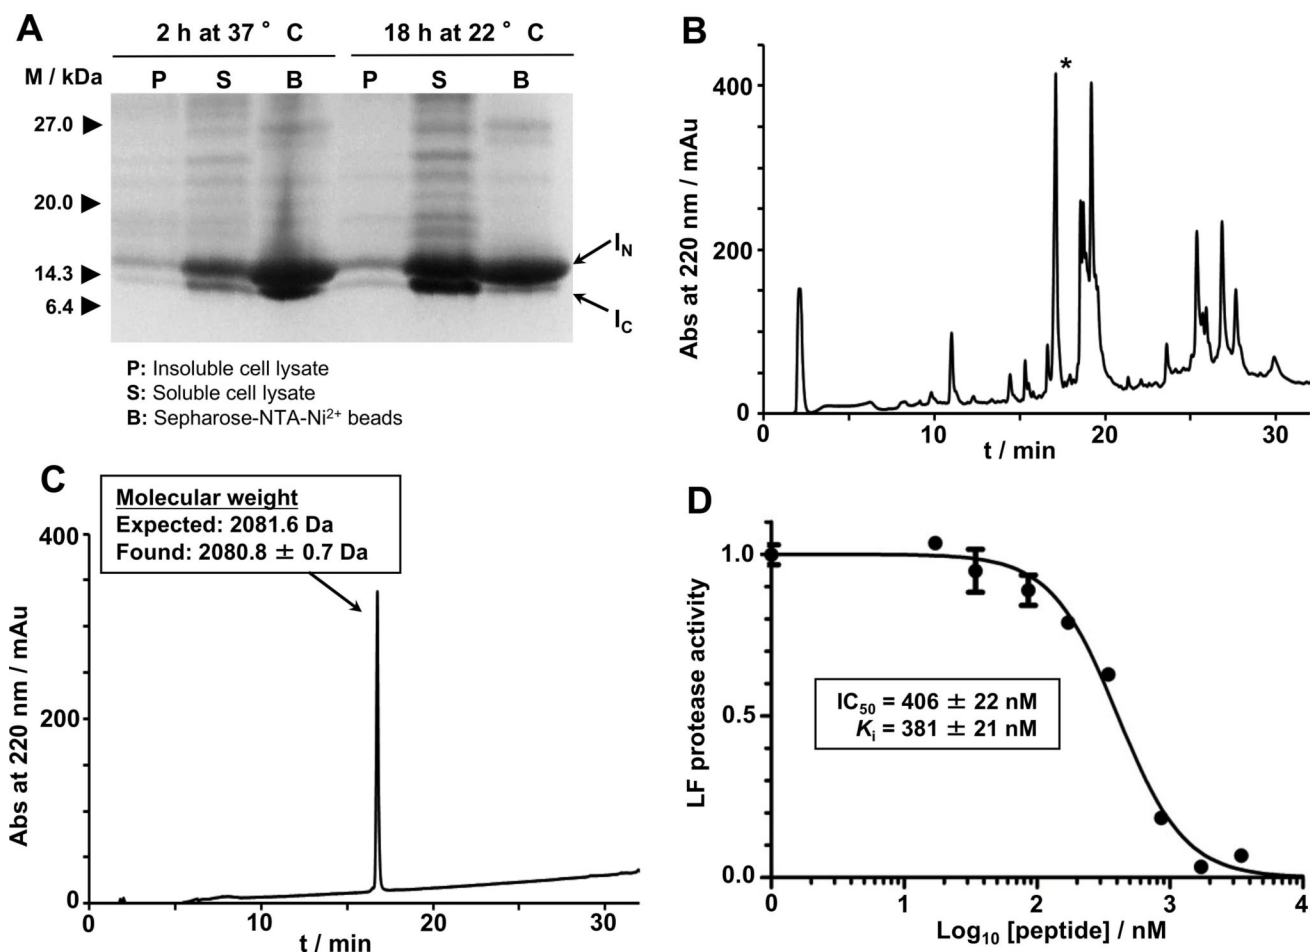 A
2 h at 37 ° C
18 h at 22 ° C
M / kDa
P S B P S B
27.0
20.0
14.3
6.4
I_N
I_C
P: Insoluble cell lysate
S: Soluble cell lysate
B: Sepharose-NTA-Ni²⁺ beads
B
Abs at 220 nm / mAu
400
200
0
*
0 10 20 30
t / min
C
Molecular weight
Expected: 2081.6 Da
Found: 2080.8 ± 0.7 Da
Abs at 220 nm / mAu
400
200
0
0 10 20 30
t / min
D
LF protease activity
1.0
0.5
0.0
IC₅₀ = 406 ± 22 nM
Kᵢ = 381 ± 21 nM
0 1 2 3 4
Log₁₀ [peptide] / nM